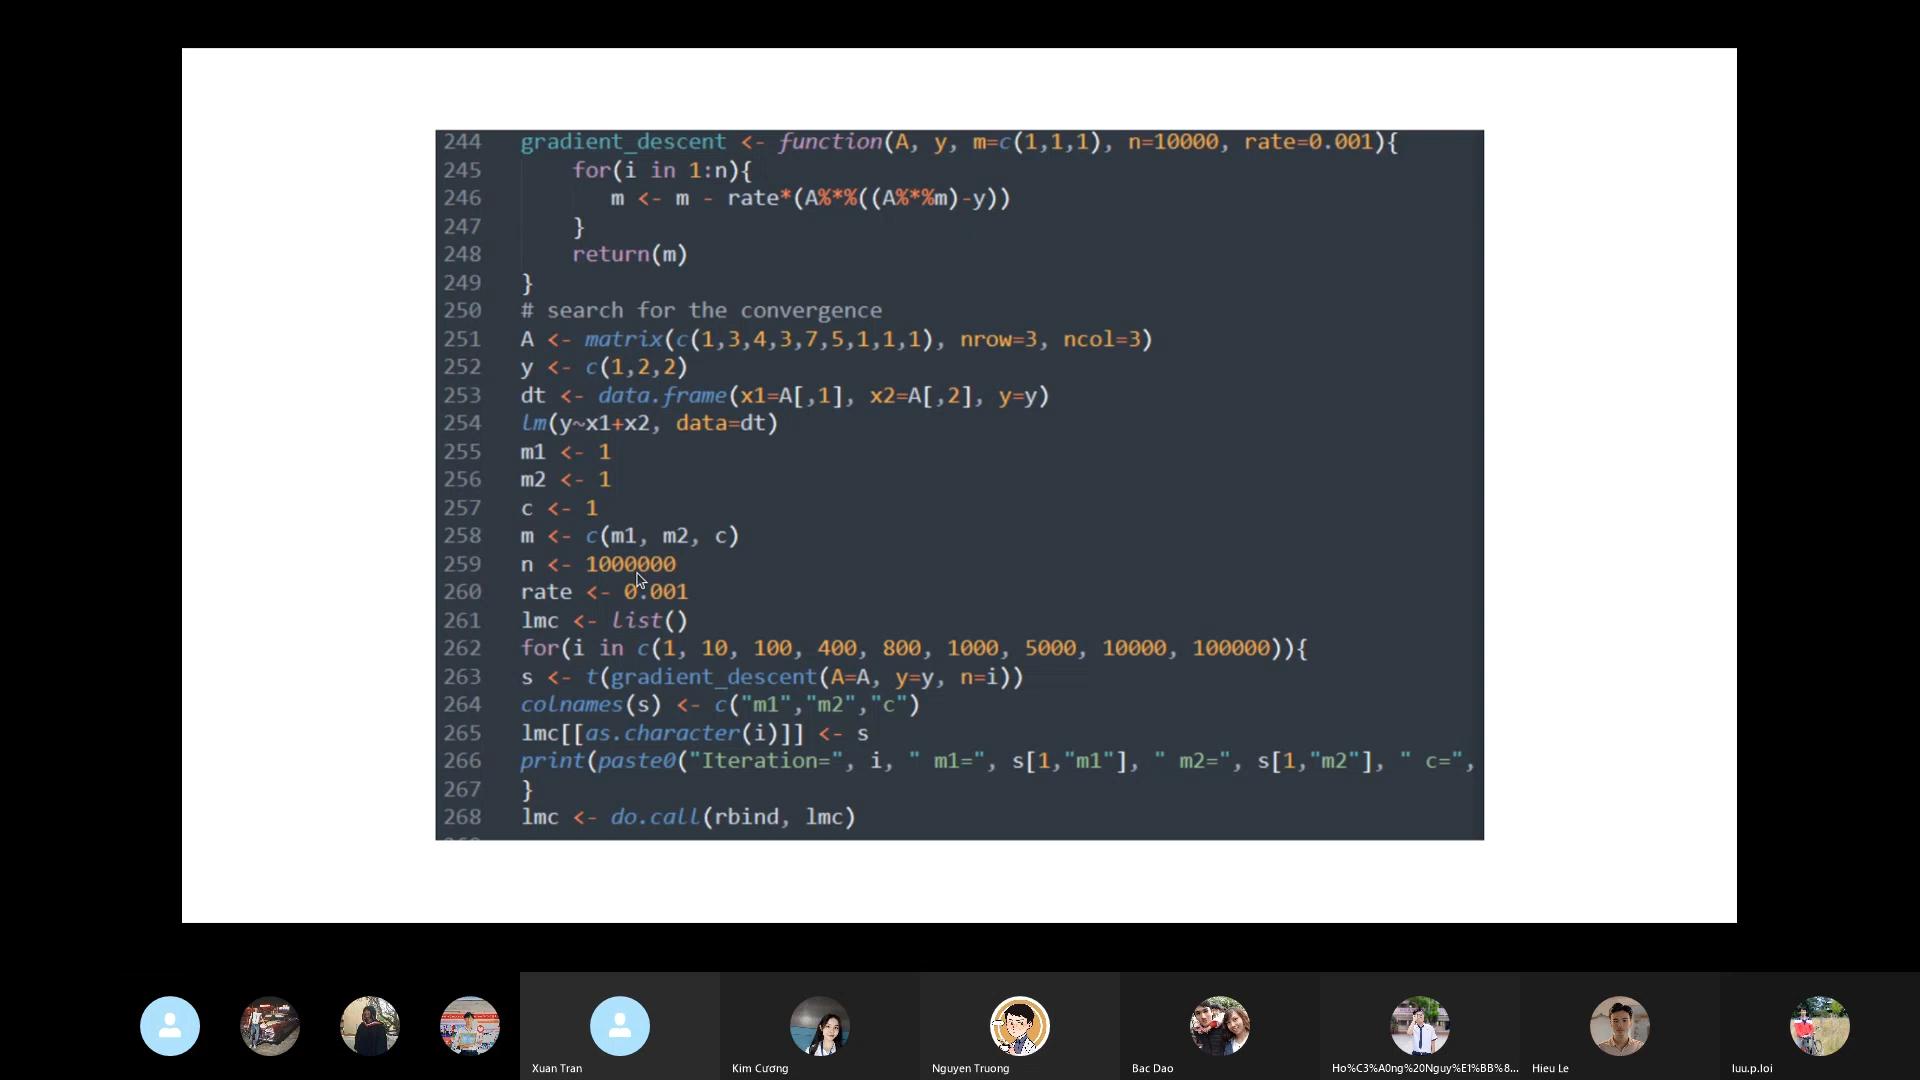 244 gradient_descent <- function(A, y, m=c(1,1,1), n=10000, rate=0.001){
245 for(i in 1:n){
246 m <- m - rate*(A%*%((A%*%m)-y))
247 }
248 return(m)
249 }
250 # search for the convergence
251 A <- matrix(c(1,3,4,3,7,5,1,1,1), nrow=3, ncol=3)
252 y <- c(1,2,2)
253 dt <- data.frame(x1=A[,1], x2=A[,2], y=y)
254 lm(y~x1+x2, data=dt)
255 m1 <- 1
256 m2 <- 1
257 c <- 1
258 m <- c(m1, m2, c)
259 n <- 1000000
260 rate <- 0.001
261 lmc <- list()
262 for(i in c(1, 10, 100, 400, 800, 1000, 5000, 10000, 100000)){
263 s <- t(gradient_descent(A=A, y=y, n=i))
264 colnames(s) <- c("m1","m2","c")
265 lmc[[as.character(i)]] <- s
266 print(paste0("Iteration=", i, " m1=", s[1,"m1"], " m2=", s[1,"m2"], " c=",
267 }
268 lmc <- do.call(rbind, lmc)
Xuan Tran
Kim Cương
Nguyen Truong
Bac Dao
Ho%C3%A0ng%20Nguy%E1%BB%8...
Hieu Le
luu.p.loi